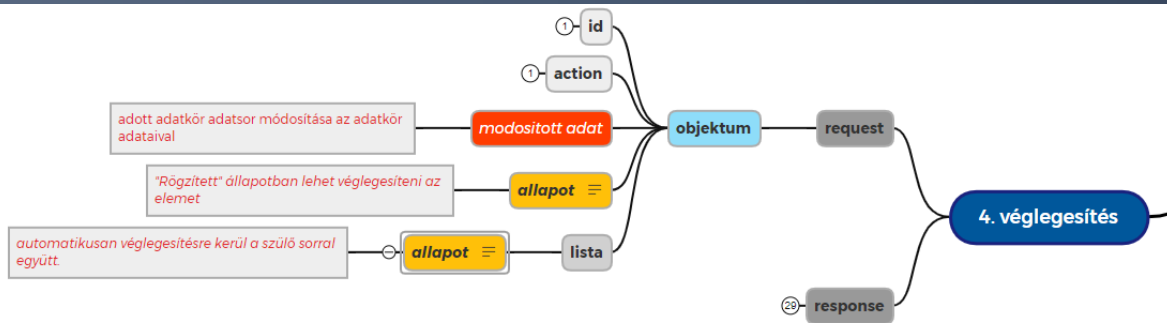 1
id
1
action
adott adatkör adatsor módosítása az adatkör
adataival
modosított adat
objektum
request
"Rögzített" állapotban lehet véglegesíteni az
elemet
allapot
4. véglegesítés
automatikusan véglegesítésre kerül a szülő sorral
együtt.
allapot
lista
29
response